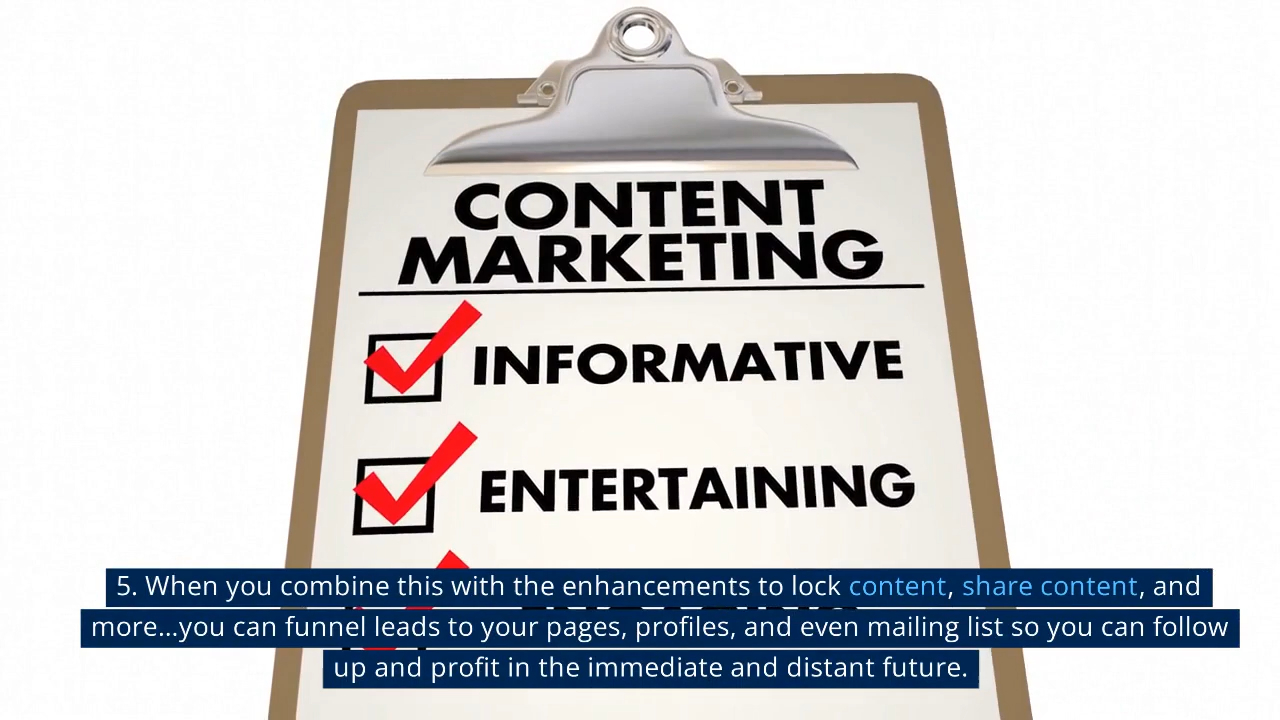 CONTENT
MARKETING
INFORMATIVE
ENTERTAINING
5. When you combine this with the enhancements to lock content, share content, and
more...you can funnel leads to your pages, profiles, and even mailing list so you can follow
up and profit in the immediate and distant future.